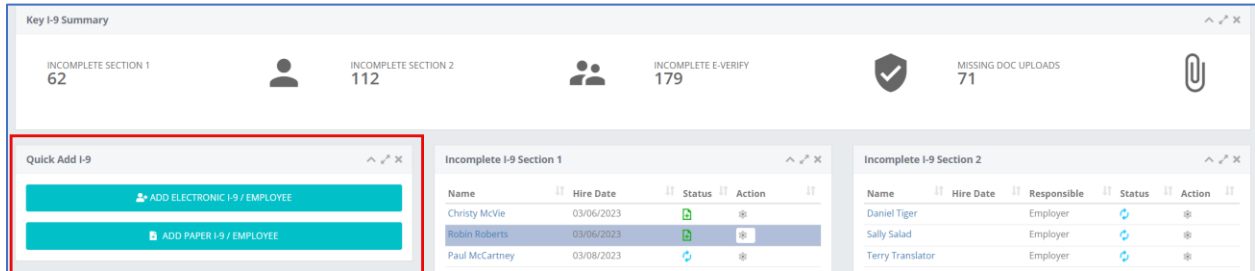 Key I-9 Summary
INCOMPLETE SECTION 1
62
INCOMPLETE SECTION 2
112
INCOMPLETE E-VERIFY
179
MISSING DOC UPLOADS
71
Quick Add I-9
ADD ELECTRONIC I-9 / EMPLOYEE
ADD PAPER I-9 / EMPLOYEE
Incomplete I-9 Section 1
Name Hire Date Status Action
Christy McVie 03/06/2023
Robin Roberts 03/06/2023
Paul McCartney 03/08/2023
Incomplete I-9 Section 2
Name Hire Date Responsible Status Action
Daniel Tiger Employer
Sally Salad Employer
Terry Translator Employer